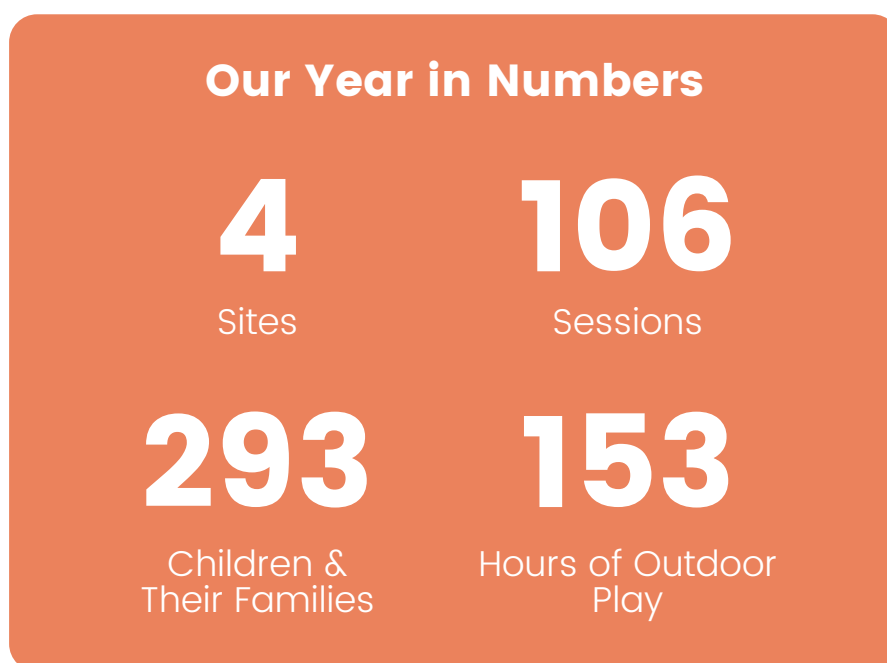 Our Year in Numbers
4
Sites
106
Sessions
293
Children &
Their Families
153
Hours of Outdoor
Play